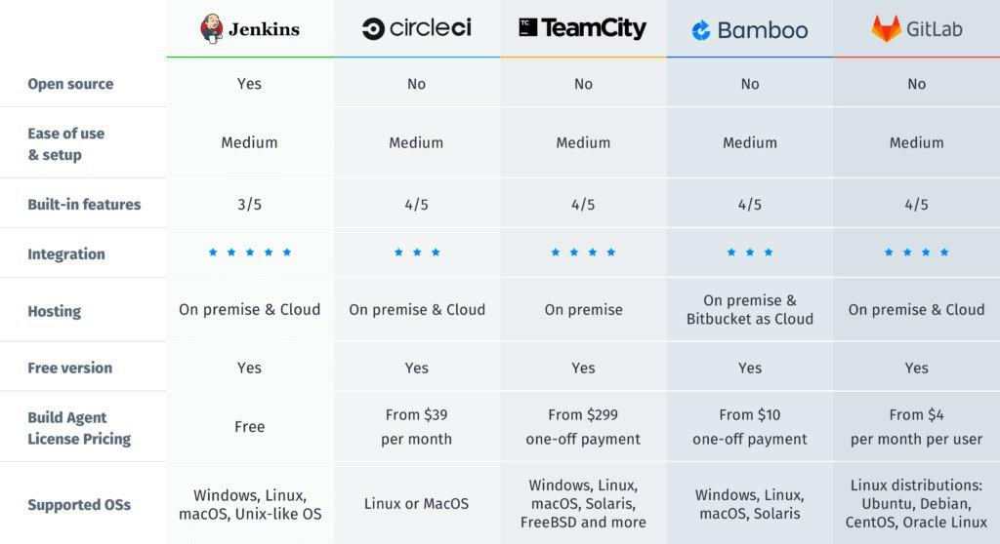 Jenkins
circleci
TC
TeamCity
Bamboo
GitLab
Open source
Yes
No
No
No
No
Ease of use
& setup
Medium
Medium
Medium
Medium
Medium
Built-in features
3/5
4/5
4/5
4/5
4/5
Integration
Hosting
On premise & Cloud
On premise & Cloud
On premise
On premise &
Bitbucket as Cloud
On premise & Cloud
Free version
Yes
Yes
Yes
Yes
Yes
Build Agent
License Pricing
Free
From $39
per month
From $299
one-off payment
From $10
one-off payment
From $4
per month per user
Supported OSs
Windows, Linux,
macOS, Unix-like OS
Linux or MacOS
Windows, Linux,
macOS, Solaris,
FreeBSD and more
Windows, Linux,
macOS, Solaris
Linux distributions:
Ubuntu, Debian,
CentOS, Oracle Linux